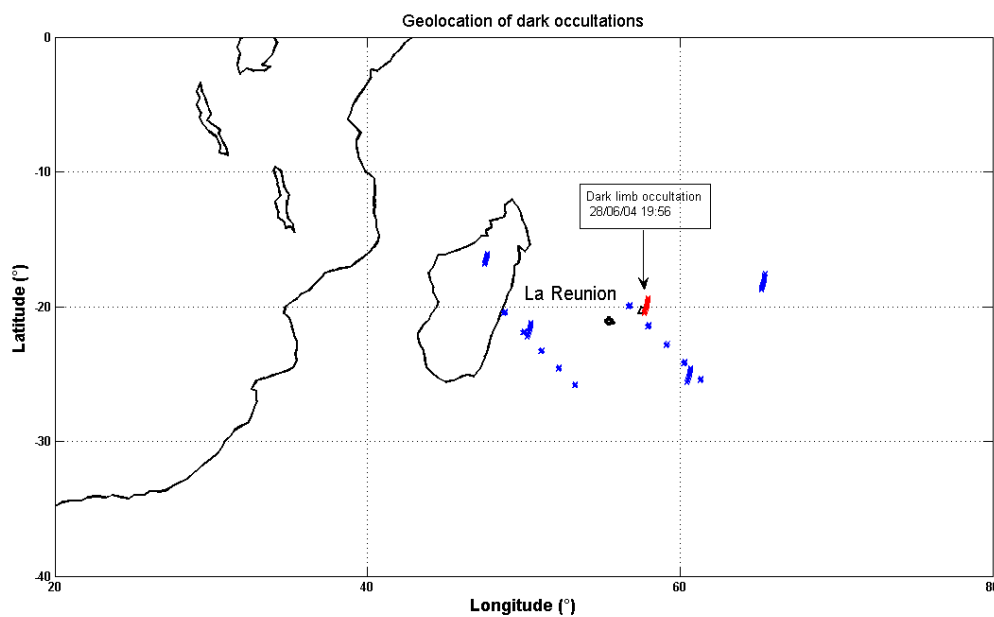 Geolocation of dark occultations
0
-10
-20
-30
-40
Latitude (°)
Dark limb occultation
28/06/04 19:56
La Reunion
20
40
60
80
Longitude (°)